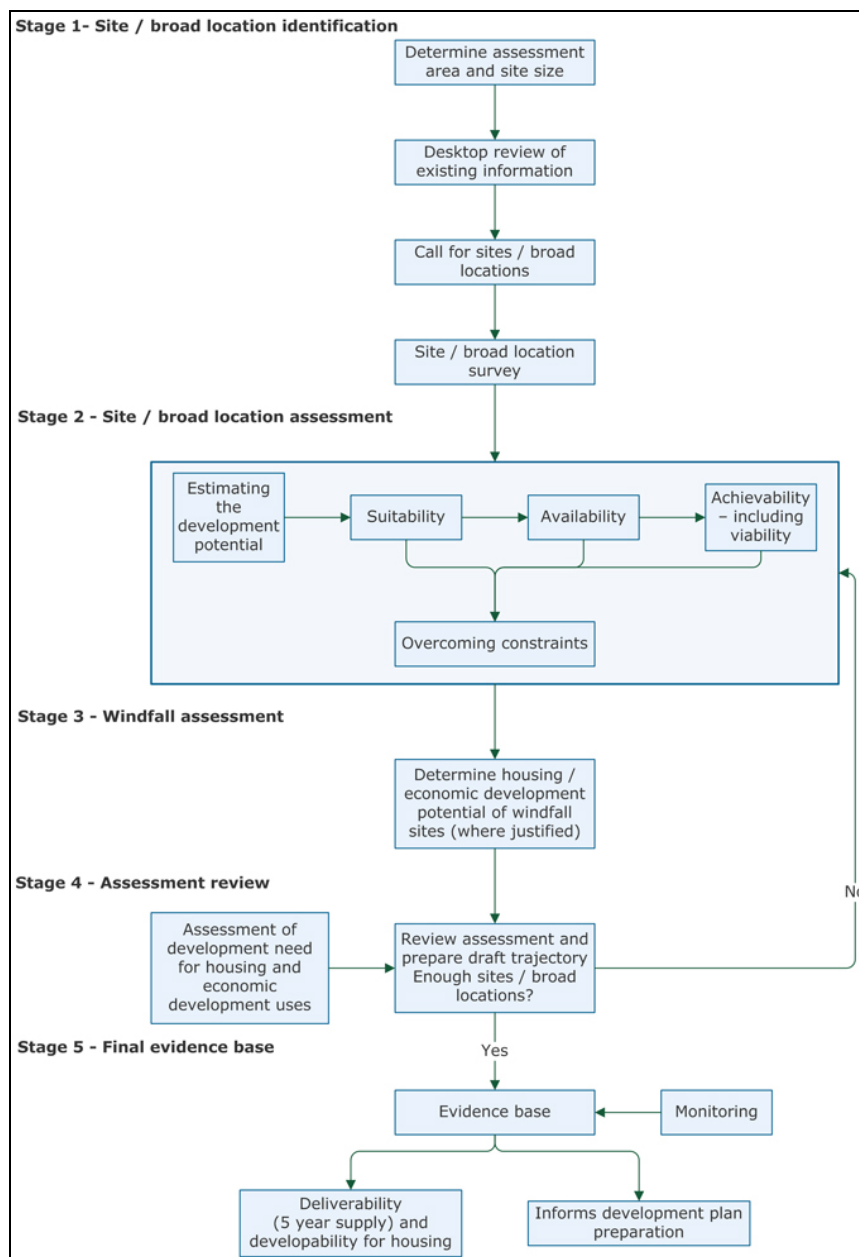 Stage 1- Site / broad location identification
Determine assessment
area and site size
Desktop review of
existing information
Call for sites / broad
locations
Site / broad location
survey
Stage 2 - Site / broad location assessment
Estimating
the
development
potential
Suitability
Availability
Achievability
– including
viability
Overcoming constraints
Stage 3 - Windfall assessment
Determine housing /
economic development
potential of windfall
sites (where justified)
Stage 4 - Assessment review
No
Assessment of
development need
for housing and
economic
development uses
Review assessment and
prepare draft trajectory
Enough sites / broad
locations?
Stage 5 - Final evidence base
Yes
Evidence base
Monitoring
Deliverability
(5 year supply) and
developability for housing
Informs development plan
preparation